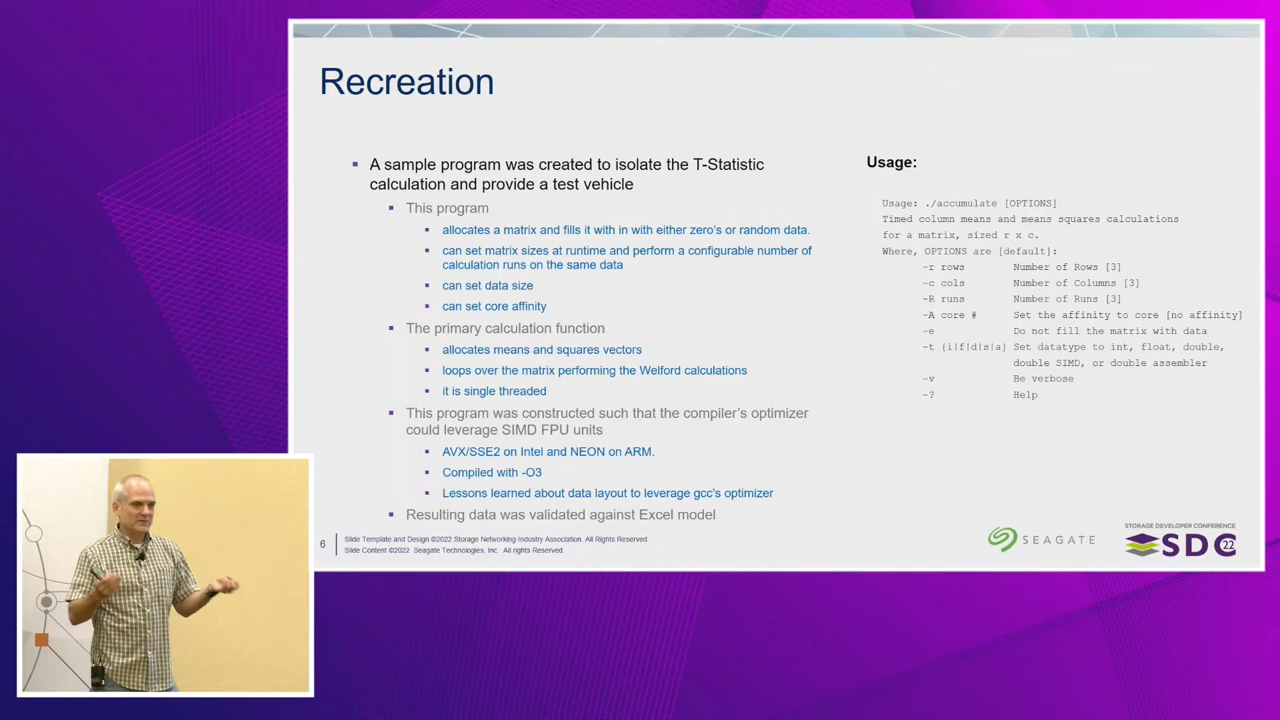 Recreation
A sample program was created to isolate the T-Statistic
calculation and provide a test vehicle
This program
allocates a matrix and fills it with in with either zero's or random data.
can set matrix sizes at runtime and perform a configurable number of
calculation runs on the same data
can set data size
can set core affinity
The primary calculation function
allocates means and squares vectors
loops over the matrix performing the Welford calculations
it is single threaded
This program was constructed such that the compiler's optimizer
could leverage SIMD FPU units
AVX/SSE2 on Intel and NEON on ARM.
Compiled with -O3
Lessons learned about data layout to leverage gcc's optimizer
Resulting data was validated against Excel model
Usage:
Usage: ./accumulate [OPTIONS]
Timed column means and means squares calculations
for a matrix, sized r x c.
Where, OPTIONS are [default]:
-r rows Number of Rows [3]
-c cols Number of Columns [3]
-R runs Number of Runs [3]
-A core # Set the affinity to core [no affinity]
-e Do not fill the matrix with data
-t {i|f|d|s|a} Set datatype to int, float, double,
double SIMD, or double assembler
-v Be verbose
-? Help
6
Slide Template and Design ©2022 Storage Networking Industry Association. All Rights Reserved.
Slide Content ©2022 Seagate Technologies, Inc. All rights Reserved.
SEAGATE
STORAGE DEVELOPER CONFERENCE
SDC 22